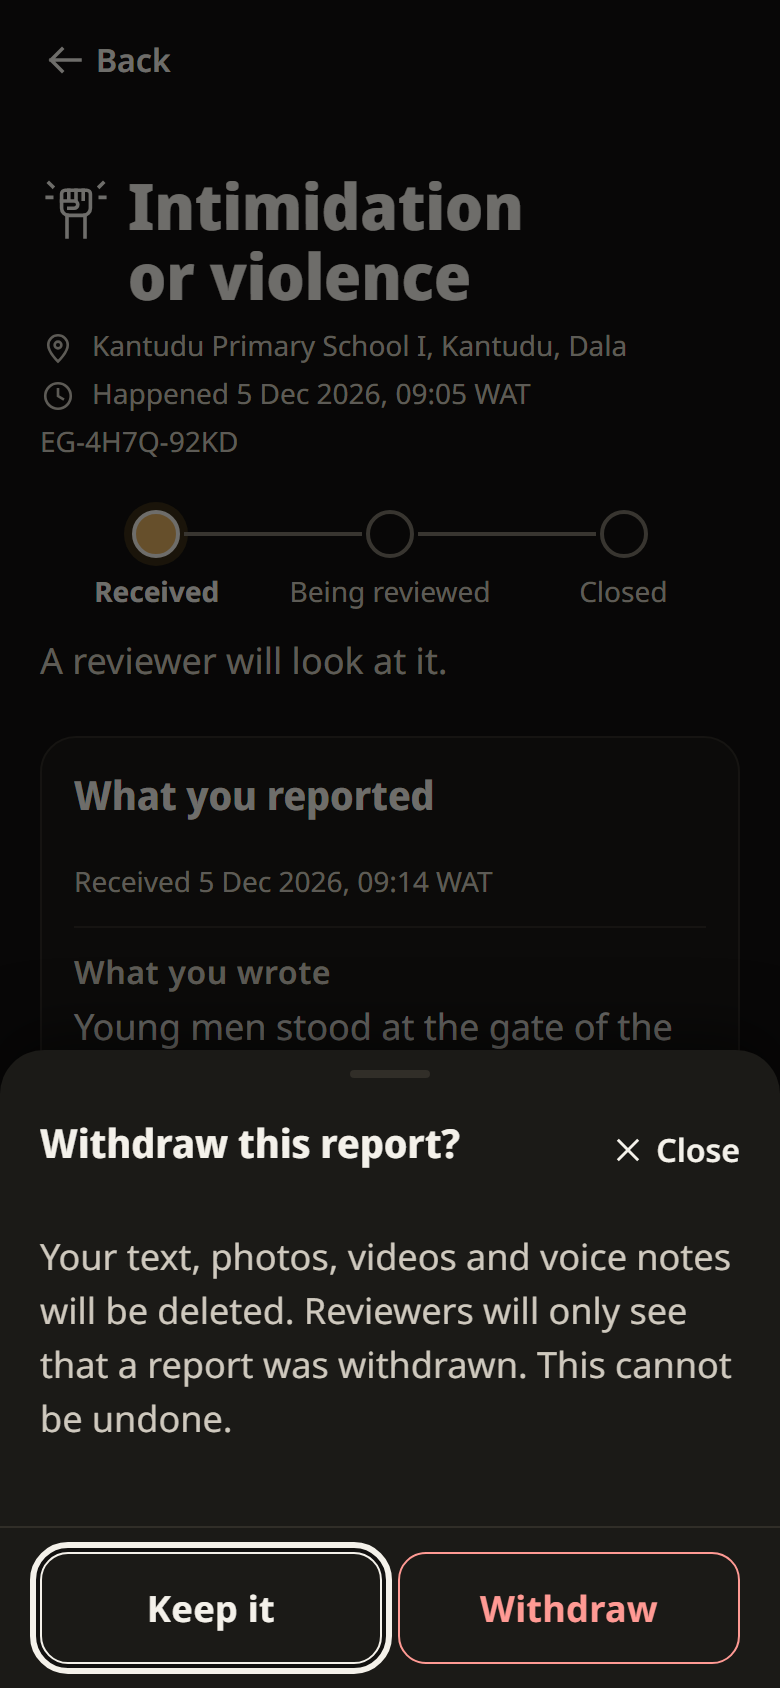 Back
Intimidation
or violence
Kantudu Primary School I, Kantudu, Dala
Happened 5 Dec 2026, 09:05 WAT
EG-4H7Q-92KD
Received
Being reviewed
Closed
A reviewer will look at it.
What you reported
Received 5 Dec 2026, 09:14 WAT
What you wrote
Young men stood at the gate of the
Withdraw this report?
Close
Your text, photos, videos and voice notes
will be deleted. Reviewers will only see
that a report was withdrawn. This cannot
be undone.
Keep it
Withdraw